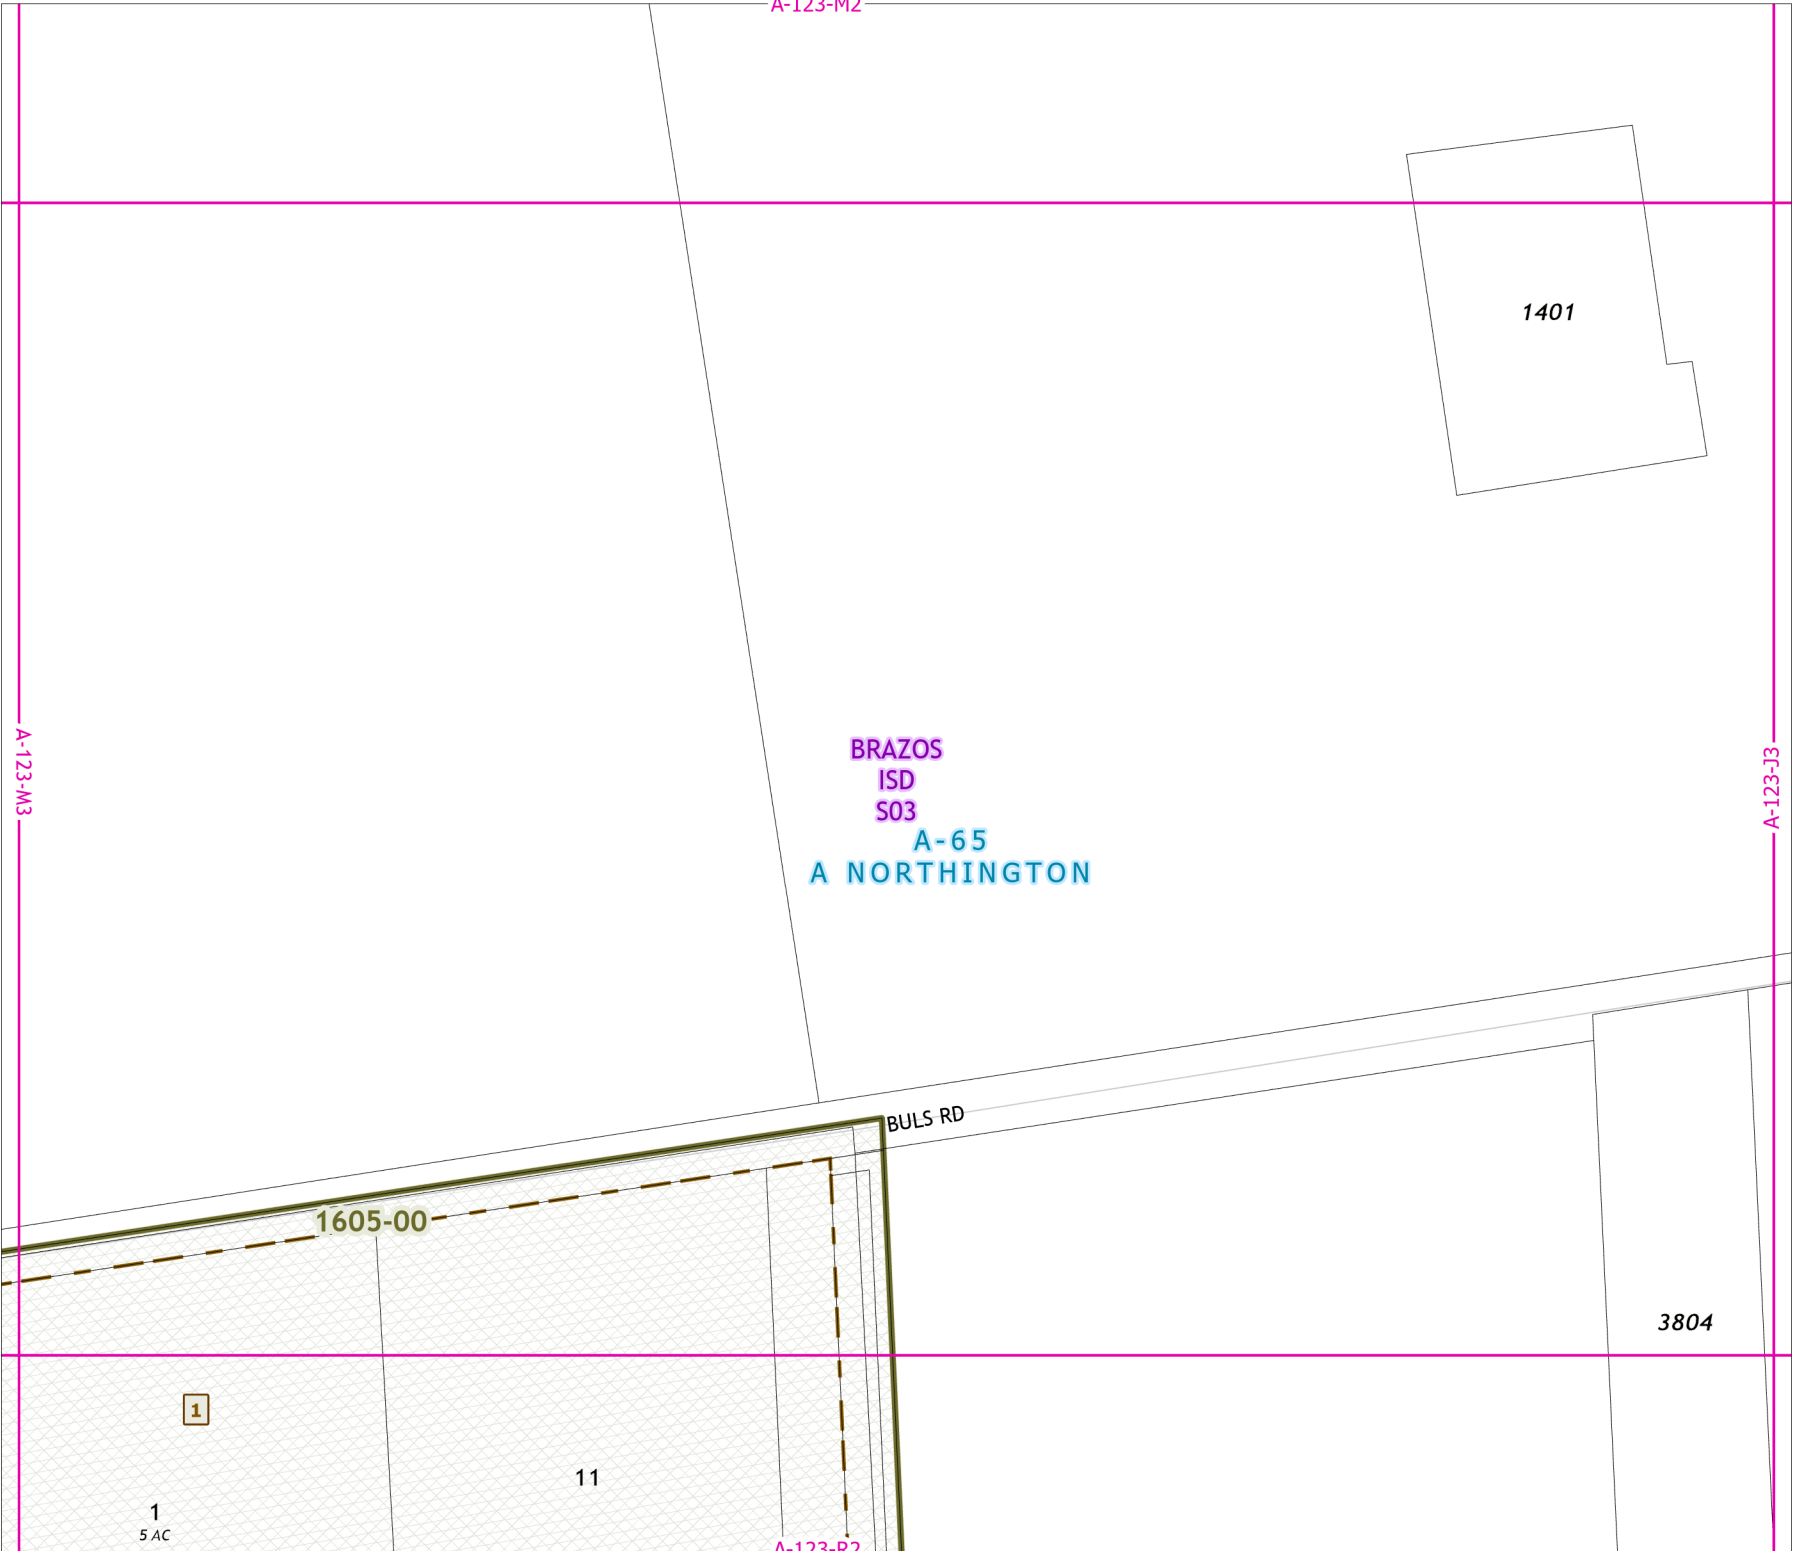 A-123-M2
1401
A-123-M3
A-123-J3
BRAZOS
ISD
S03
A-65
A NORTHINGTON
BULS RD
1605-00
3804
1
11
1
5 AC
A-123-R2